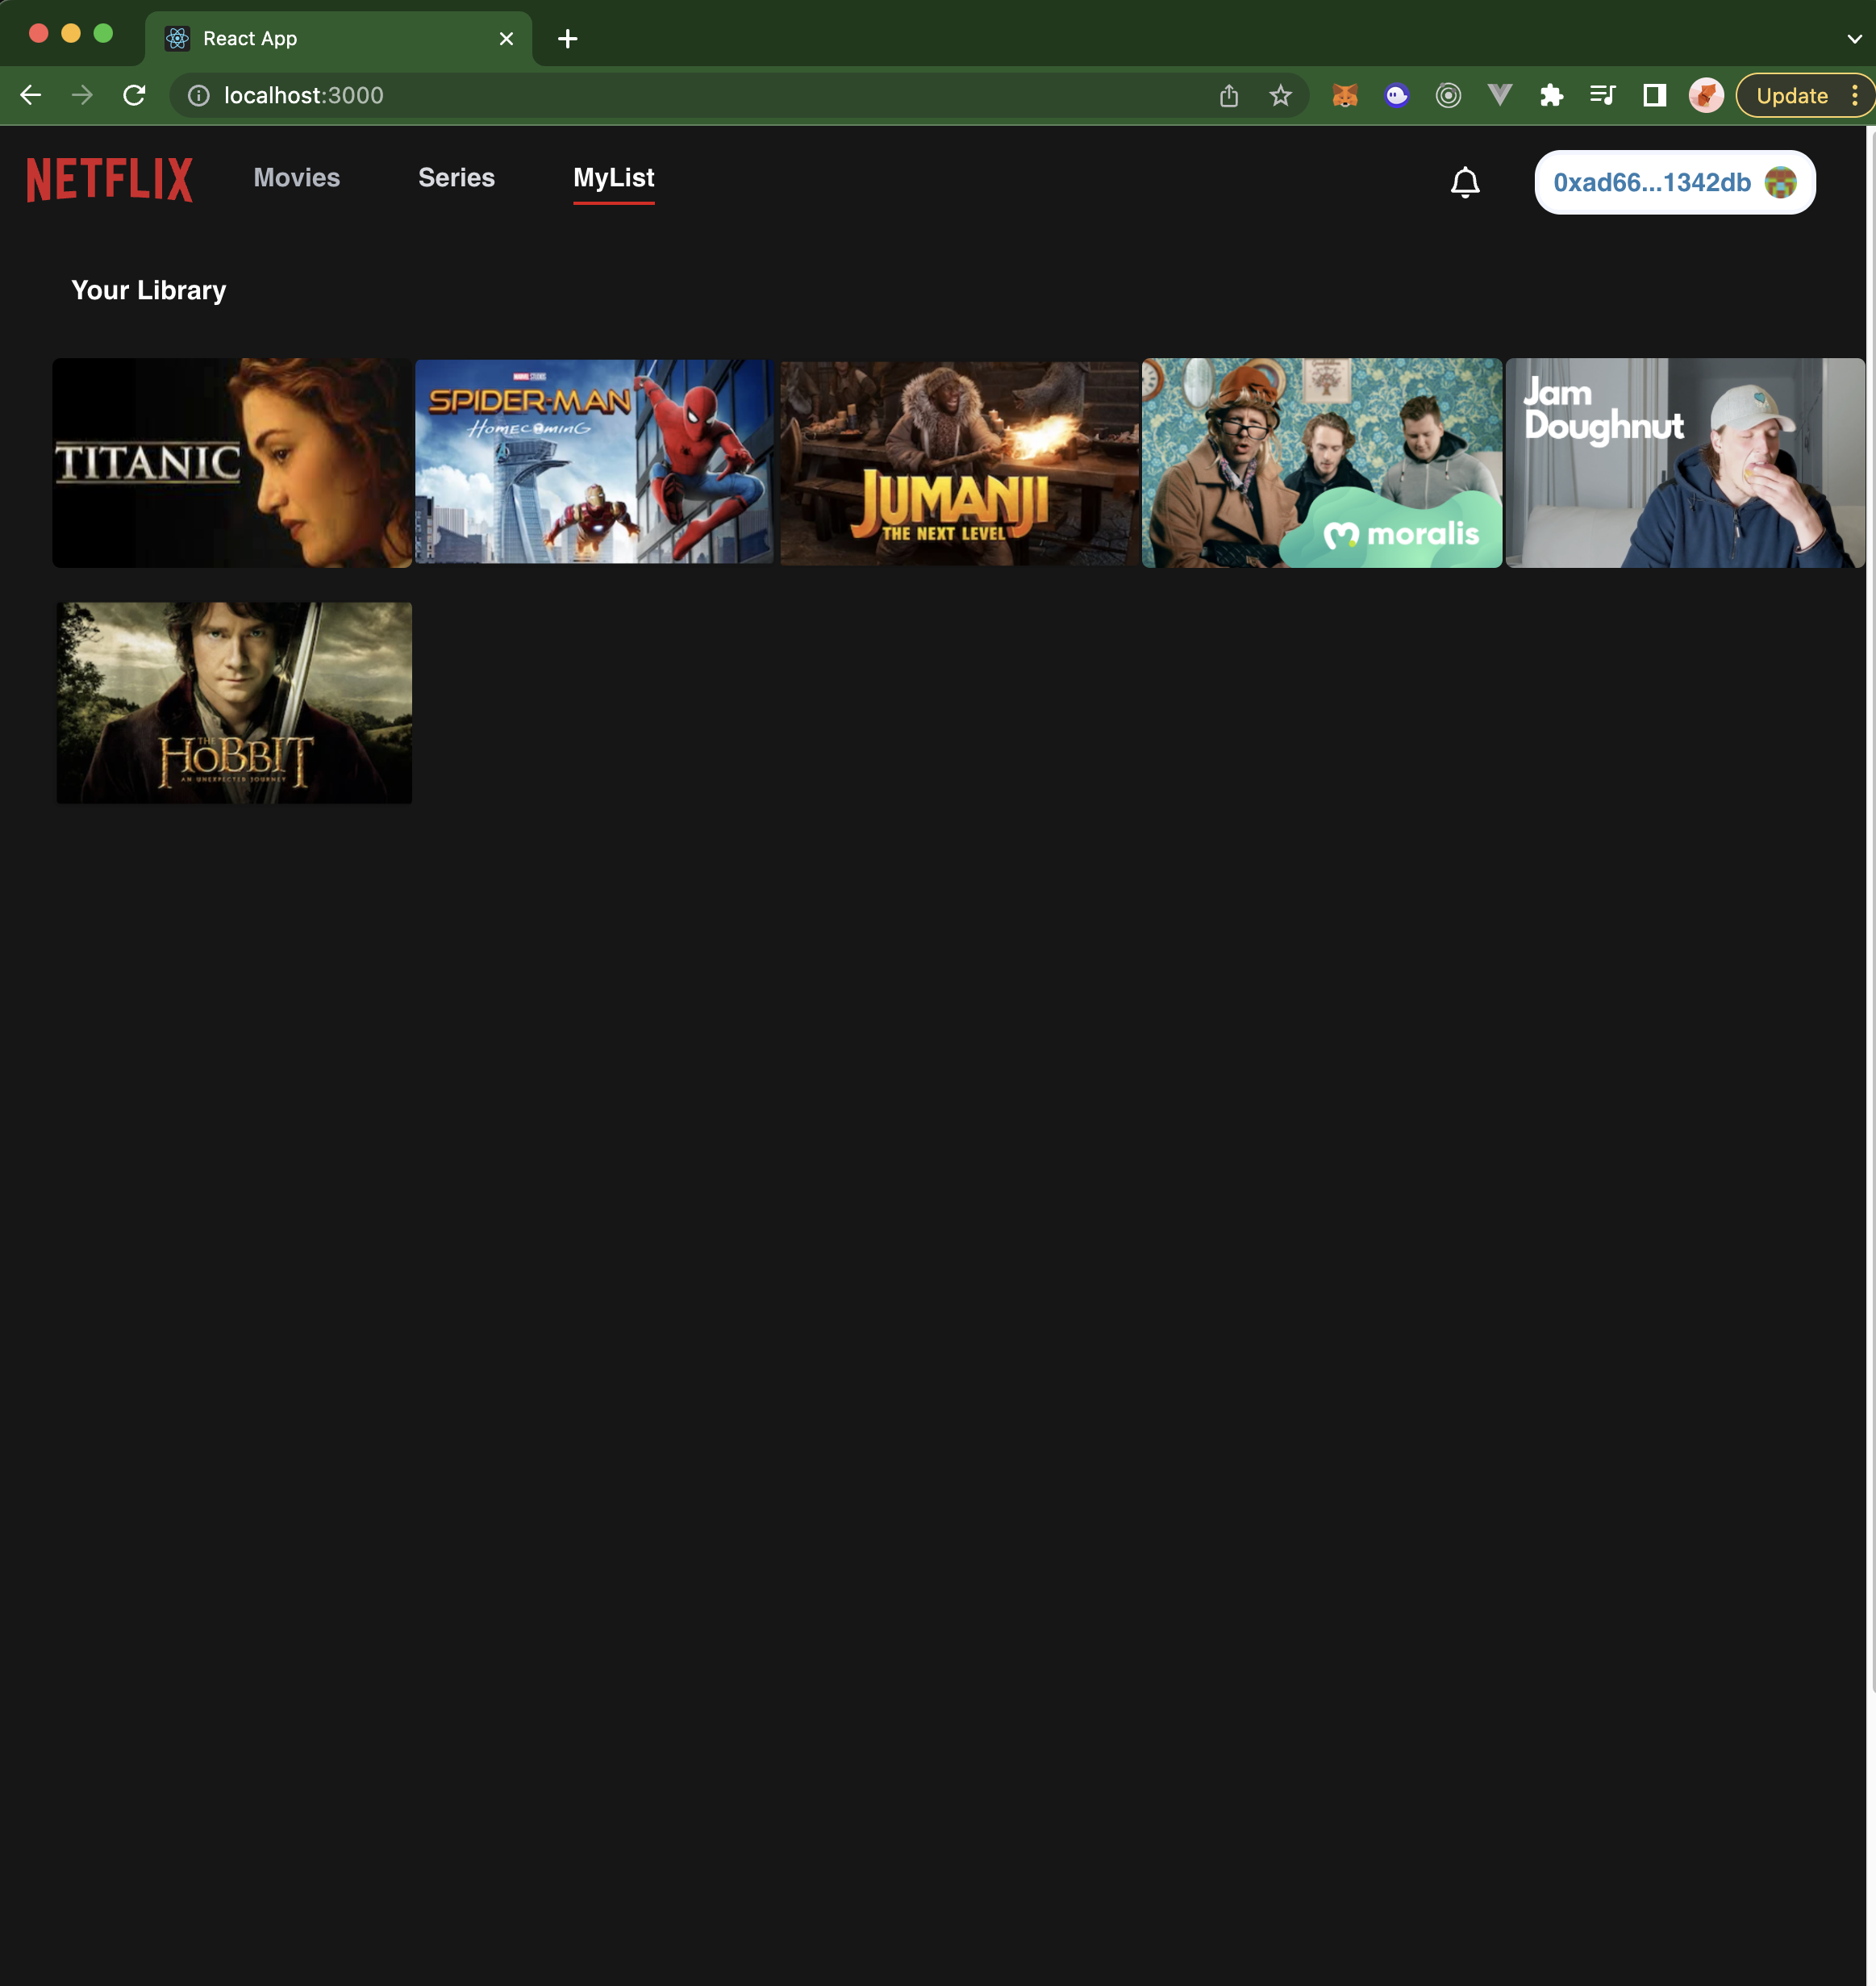 React App
localhost:3000
Update
NETFLIX
Movies
Series
MyList
0xad66...1342db
Your Library
TITANIC
MARVEL STUDIOS
SPIDER-MAN
HOMECOMING
JUMANJI
THE NEXT LEVEL
moralis
Jam
Doughnut
THE
HOBBIT
AN UNEXPECTED JOURNEY